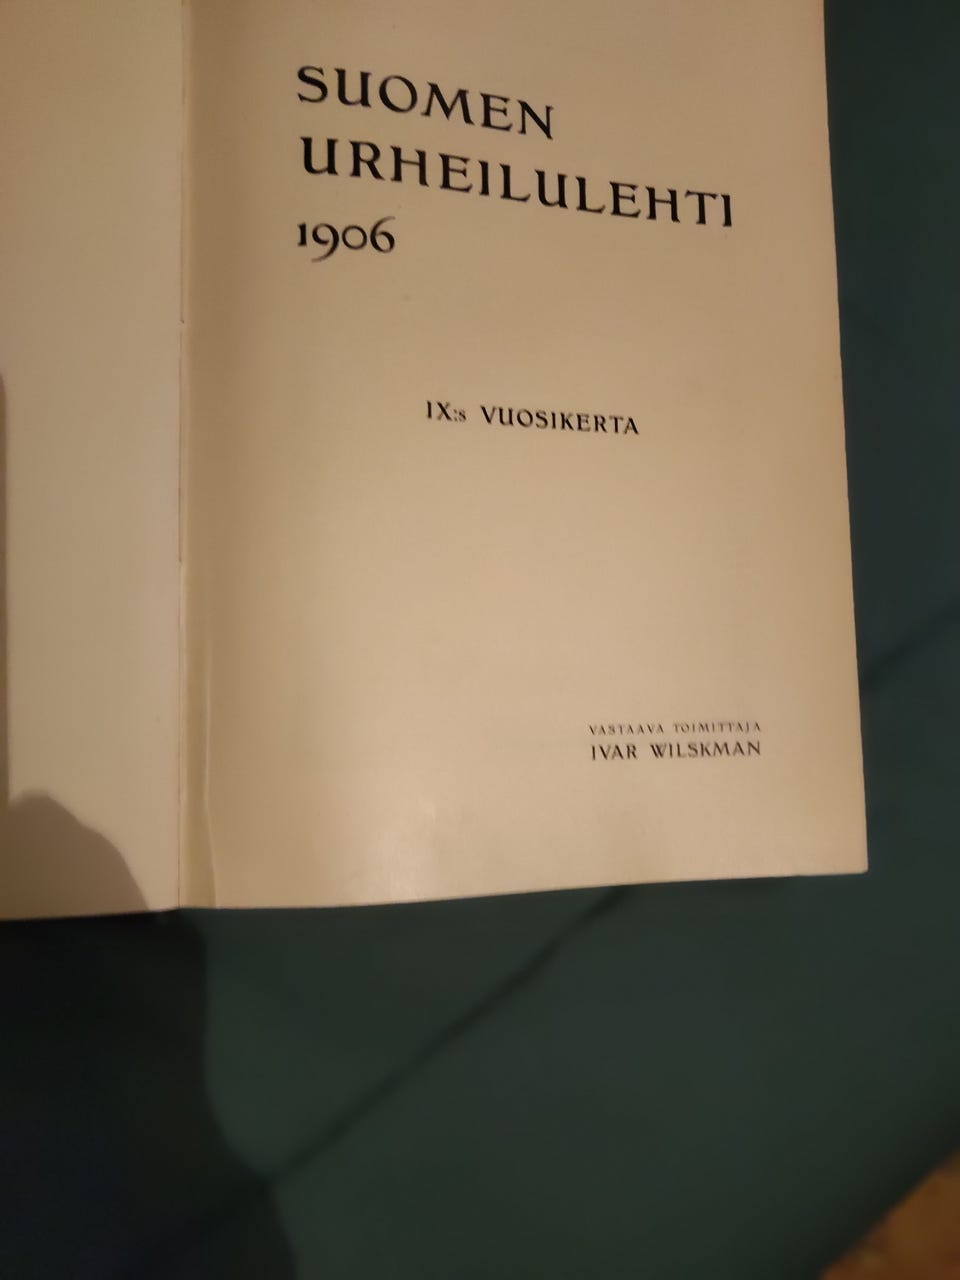 SUOMEN
URHEILULEHTI
1906
IX:s VUOSIKERTA
VASTAAVA TOIMITTAJA
IVAR WILSKMAN